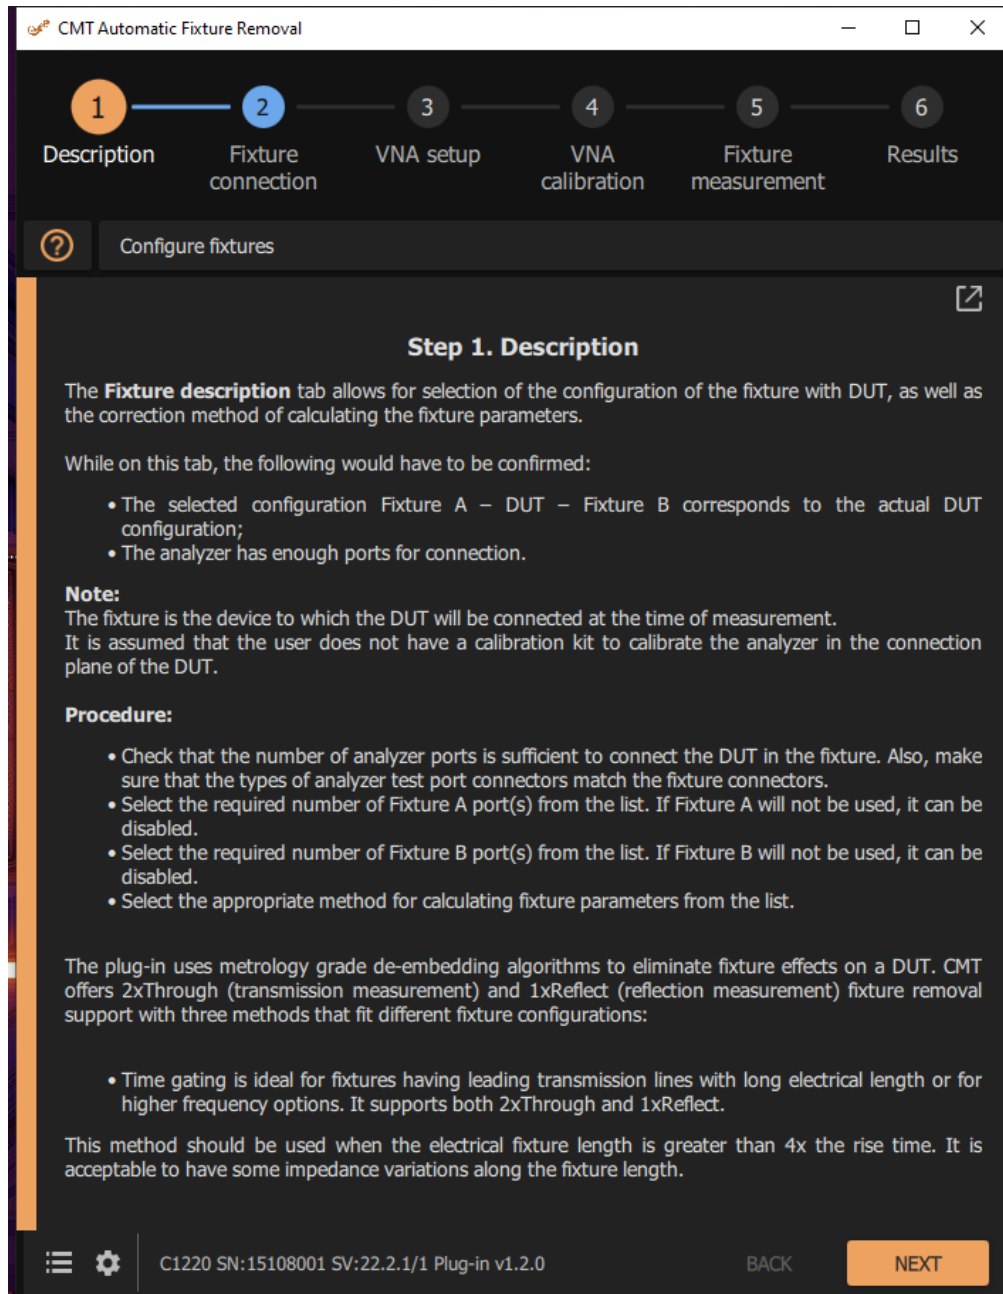 CMT Automatic Fixture Removal
1
2
3
4
5
6
Description
Fixture
connection
VNA setup
VNA
calibration
Fixture
measurement
Results
Configure fixtures
Step 1. Description
The Fixture description tab allows for selection of the configuration of the fixture with DUT, as well as
the correction method of calculating the fixture parameters.
While on this tab, the following would have to be confirmed:
• The selected configuration Fixture A – DUT – Fixture B corresponds to the actual DUT
configuration;
• The analyzer has enough ports for connection.
Note:
The fixture is the device to which the DUT will be connected at the time of measurement.
It is assumed that the user does not have a calibration kit to calibrate the analyzer in the connection
plane of the DUT.
Procedure:
• Check that the number of analyzer ports is sufficient to connect the DUT in the fixture. Also, make
sure that the types of analyzer test port connectors match the fixture connectors.
• Select the required number of Fixture A port(s) from the list. If Fixture A will not be used, it can be
disabled.
• Select the required number of Fixture B port(s) from the list. If Fixture B will not be used, it can be
disabled.
• Select the appropriate method for calculating fixture parameters from the list.
The plug-in uses metrology grade de-embedding algorithms to eliminate fixture effects on a DUT. CMT
offers 2xThrough (transmission measurement) and 1xReflect (reflection measurement) fixture removal
support with three methods that fit different fixture configurations:
• Time gating is ideal for fixtures having leading transmission lines with long electrical length or for
higher frequency options. It supports both 2xThrough and 1xReflect.
This method should be used when the electrical fixture length is greater than 4x the rise time. It is
acceptable to have some impedance variations along the fixture length.
C1220 SN:15108001 SV:22.2.1/1 Plug-in v1.2.0
BACK
NEXT